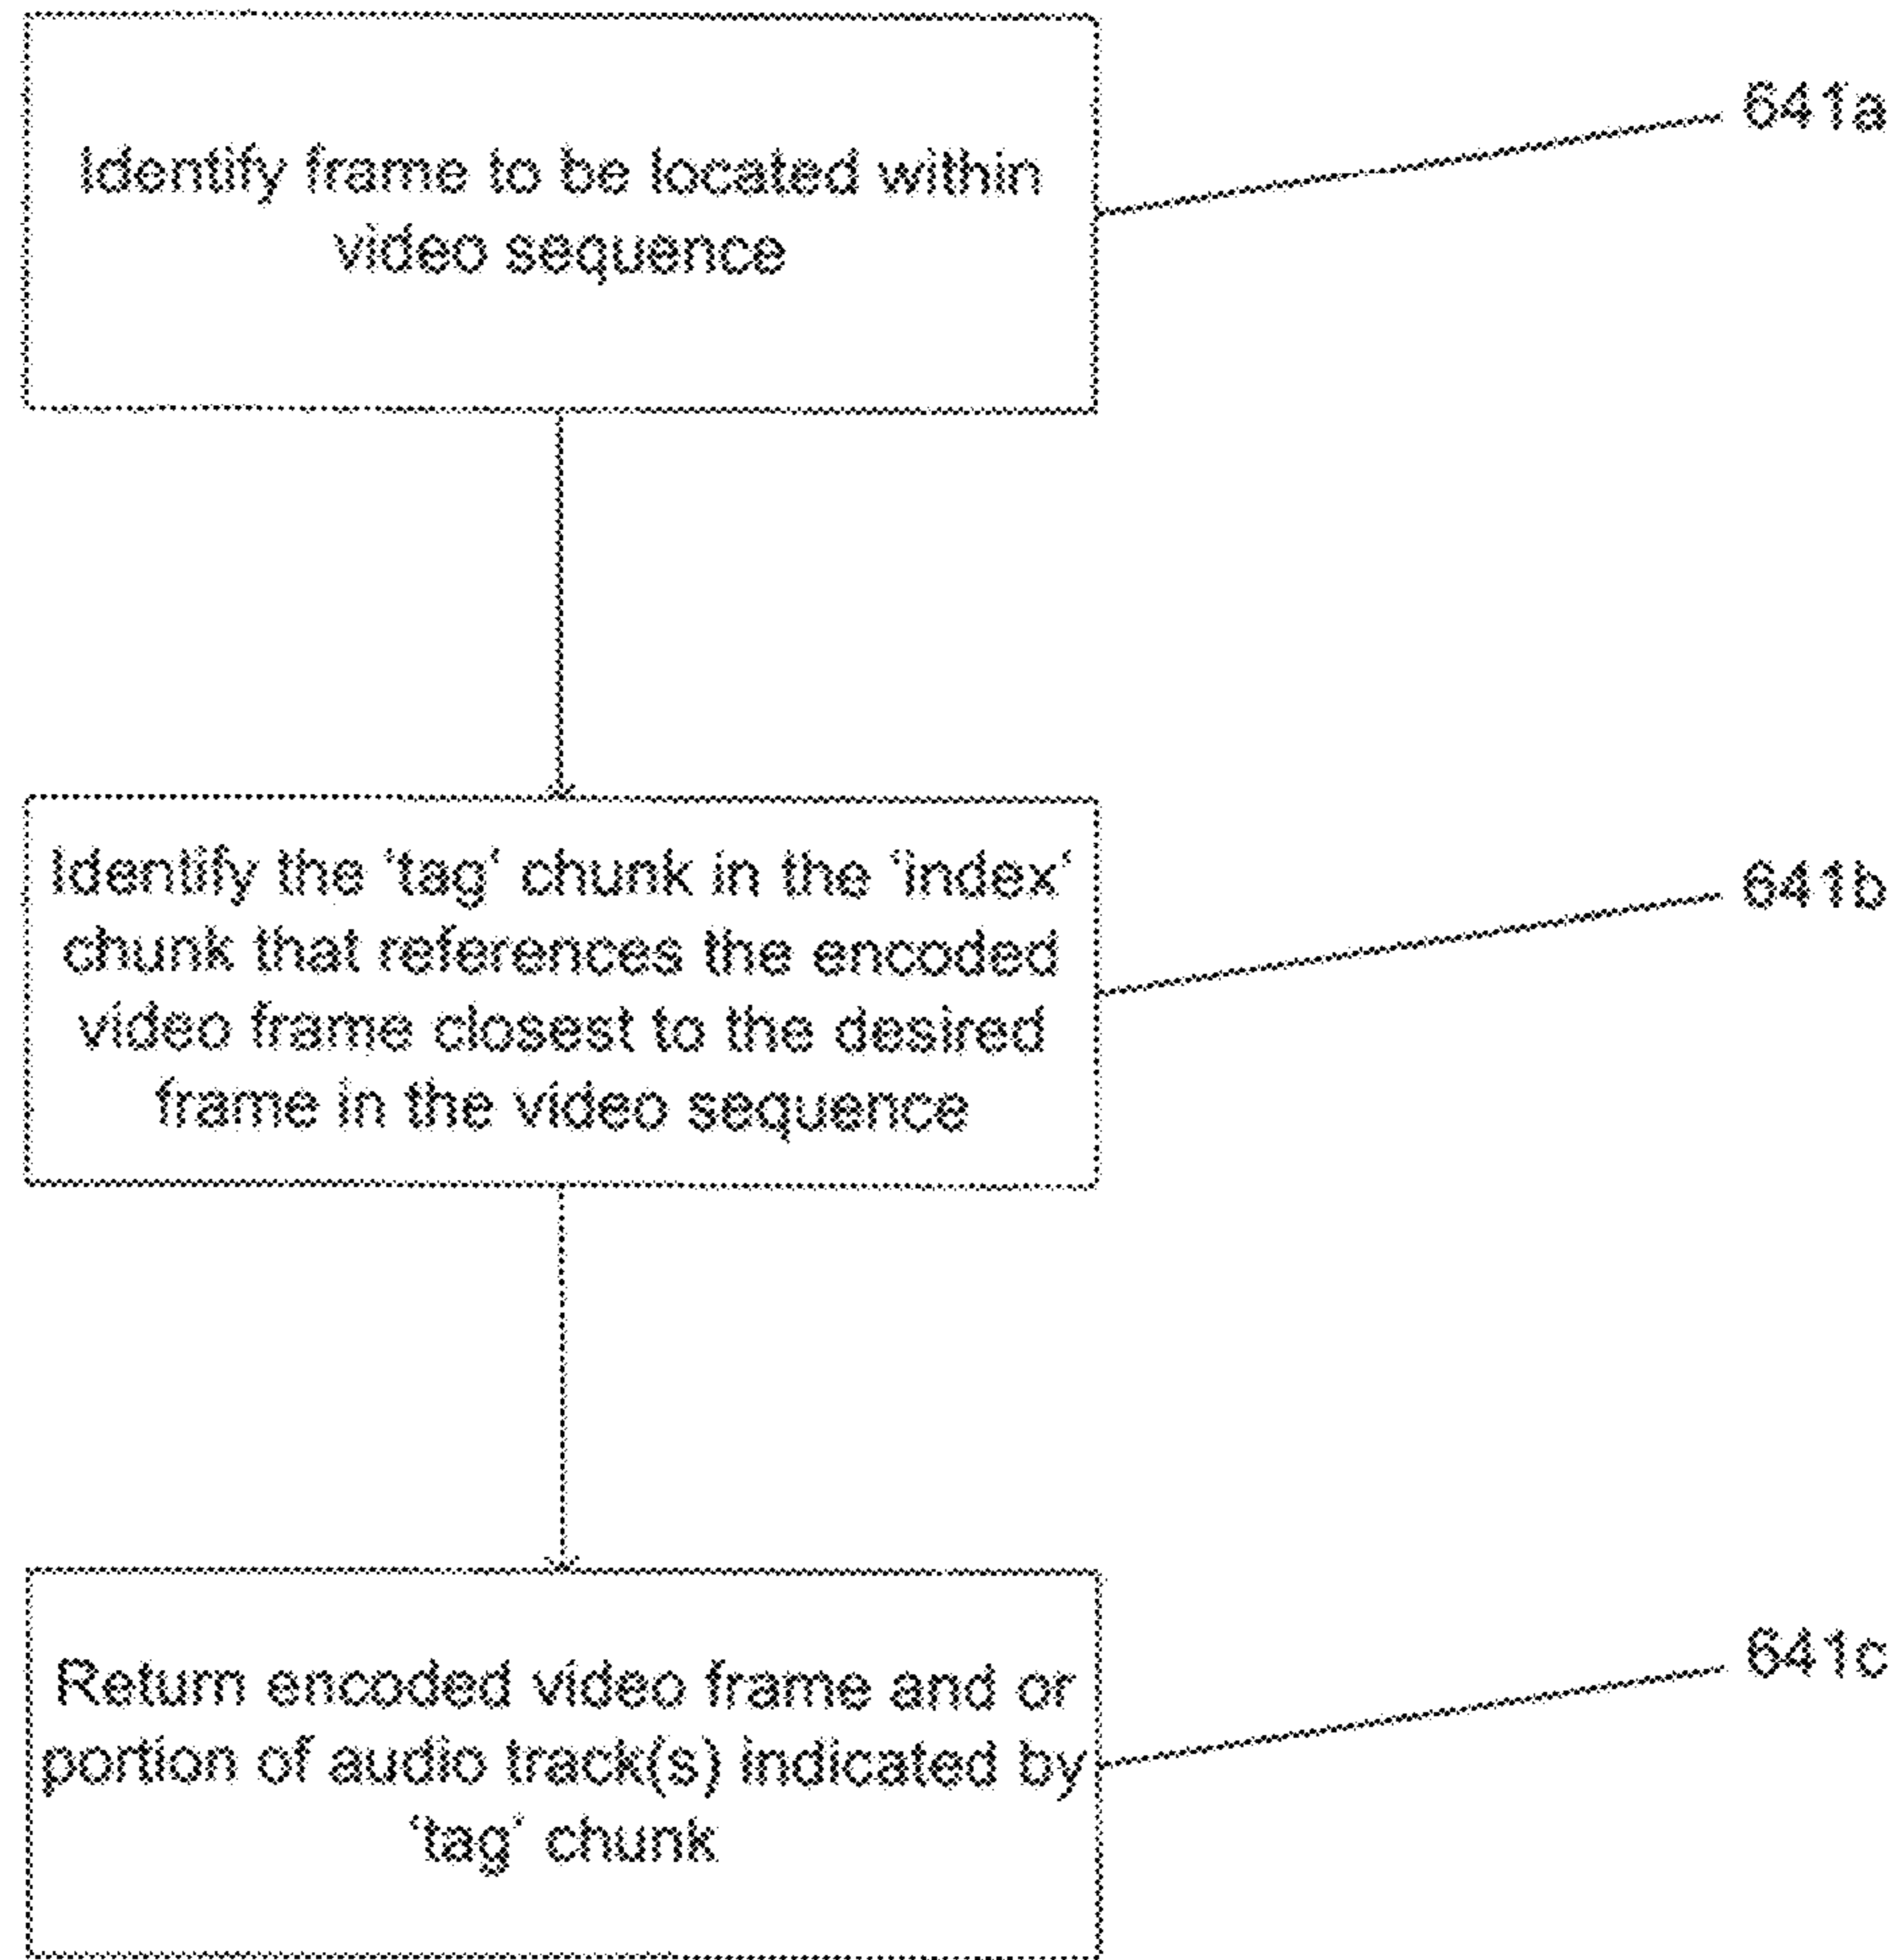 Identify frame to be located within
video sequence
641a
Identify the ‘tag‘ chunk in the ‘index‘
chunk that references the encoded
video frame closest to the desired
frame in the video sequence
641b
Return encoded video frame and or
portion of audio track(s) indicated by
‘tag‘ chunk
641c